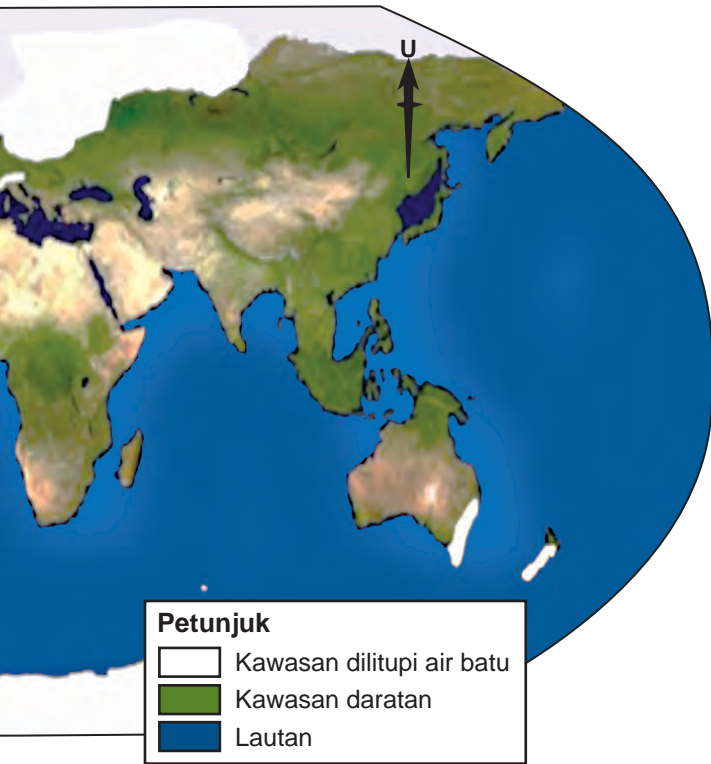 U
Petunjuk
Kawasan dilitupi air batu
Kawasan daratan
Lautan